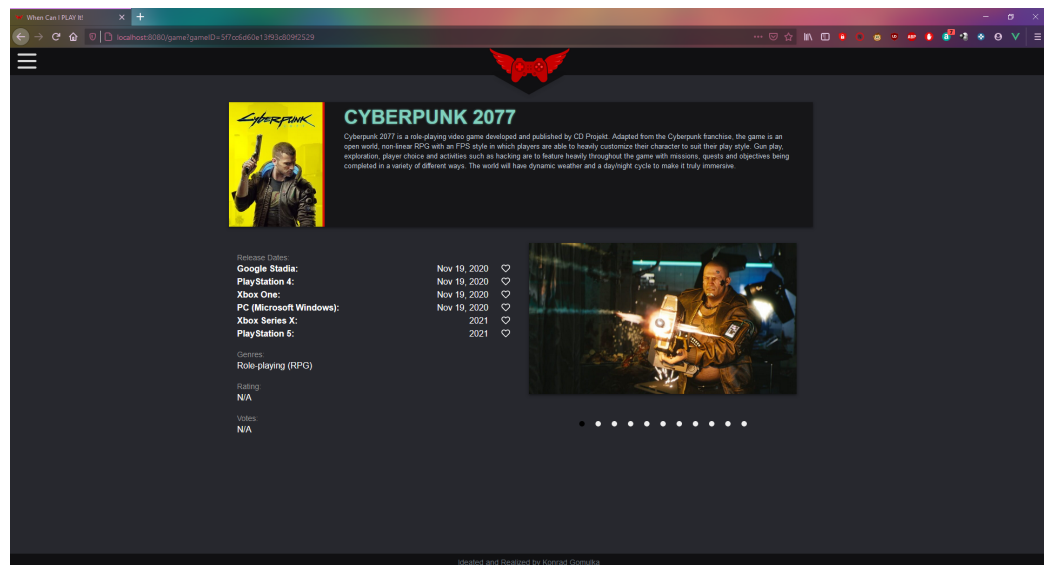 When Can I PLAY It!
localhost:8080/game?gameID=5f7cc6d60e13f93c809f2529
CYBERPUNK
CYBERPUNK 2077
Cyberpunk 2077 is a role-playing video game developed and published by CD Projekt. Adapted from the Cyberpunk franchise, the game is an
open world, non-linear RPG with an FPS style in which players are able to heavily customize their character to suit their play style. Gun play,
exploration, player choice and activities such as hacking are to feature heavily throughout the game with missions, quests and objectives being
completed in a variety of different ways. The world will have dynamic weather and a day/night cycle to make it truly immersive.
Release Dates:
Google Stadia: Nov 19, 2020
PlayStation 4: Nov 19, 2020
Xbox One: Nov 19, 2020
PC (Microsoft Windows): Nov 19, 2020
Xbox Series X: 2021
PlayStation 5: 2021
Genres:
Role-playing (RPG)
Rating:
N/A
Votes:
N/A
Ideated and Realized by Konrad Gomulka